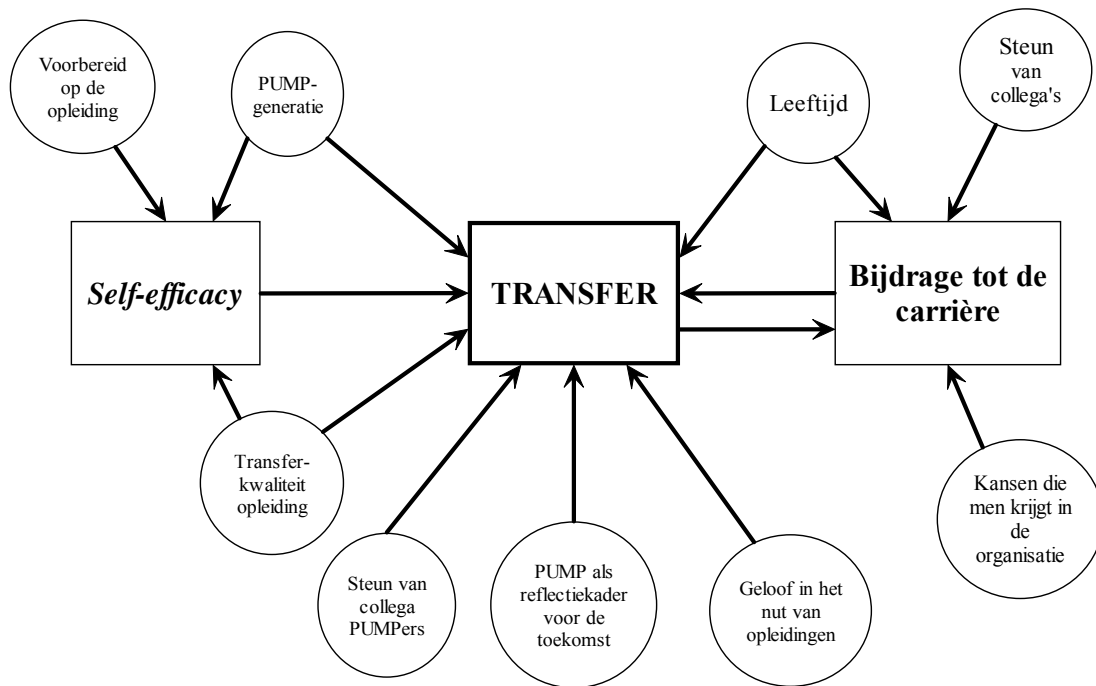 Voorbereid
op de
opleiding
PUMP-
generatie
Leeftijd
Steun
van
collega's
Self-efficacy
TRANSFER
Bijdrage tot de
carrière
Transfer-
kwaliteit
opleiding
Steun van
collega
PUMPers
PUMP als
reflectiekader
voor de
toekomst
Geloof in het
nut van
opleidingen
Kansen die
men krijgt in
de
organisatie